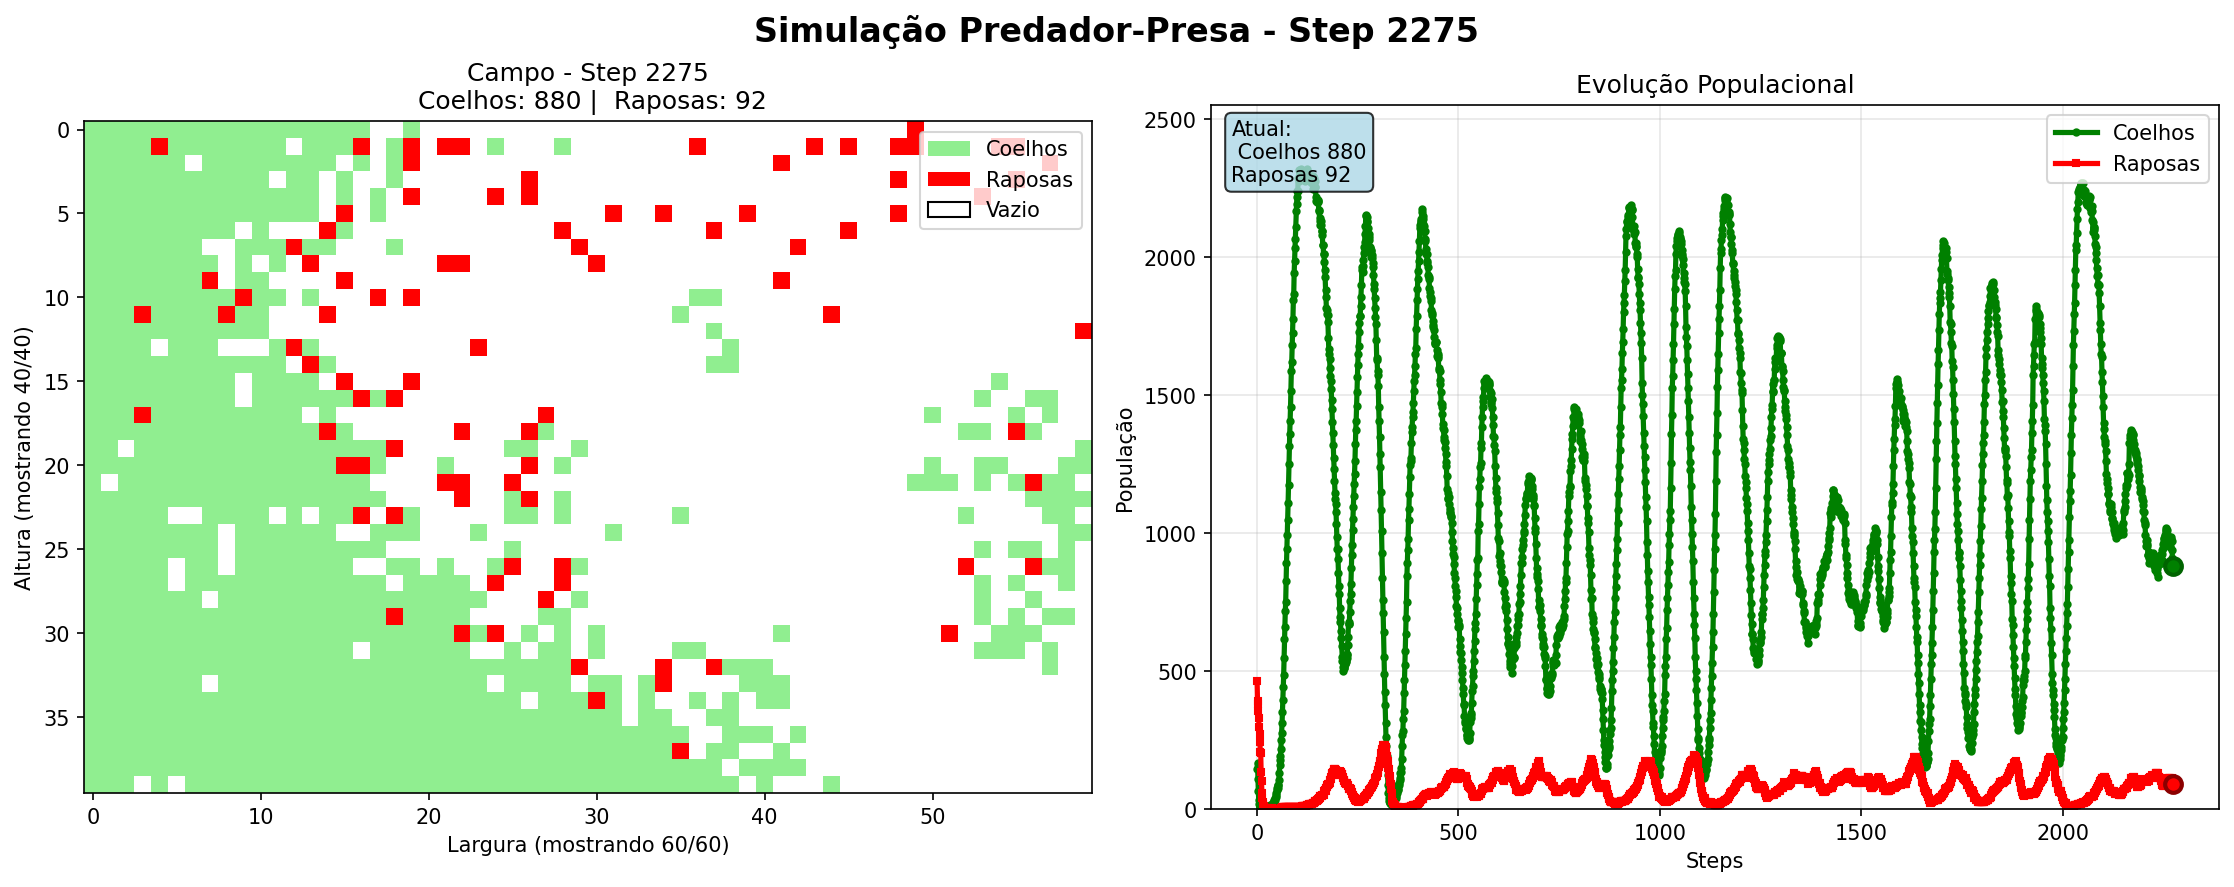 Simulação Predador-Presa - Step 2275
Campo - Step 2275
Coelhos: 880 | Raposas: 92
Coelhos
Raposas
Vazio
0
5
10
15
20
25
30
35
Altura (mostrando 40/40)
0
10
20
30
40
50
Largura (mostrando 60/60)
Evolução Populacional
Atual:
Coelhos 880
Raposas 92
Coelhos
Raposas
2500
2000
1500
1000
500
0
População
0
500
1000
1500
2000
Steps